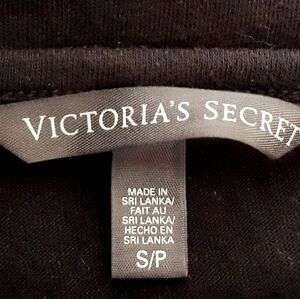 VICTORIA'S SECRET
MADE IN
SRI LANKA/
FAIT AU
SRI LANKA/
HECHO EN
SRI LANKA
S/P